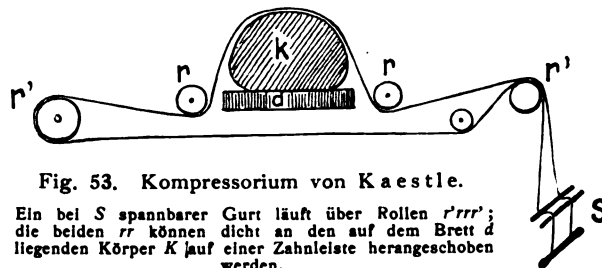 k
r
d
r
r'
r'
S
Fig. 53. Kompressorium von Kaestle.
Ein bei S spannbarer Gurt läuft über Rollen r'rrr';
die beiden rr können dicht an den auf dem Brett d
liegenden Körper K auf einer Zahnleiste herangeschoben
werden.